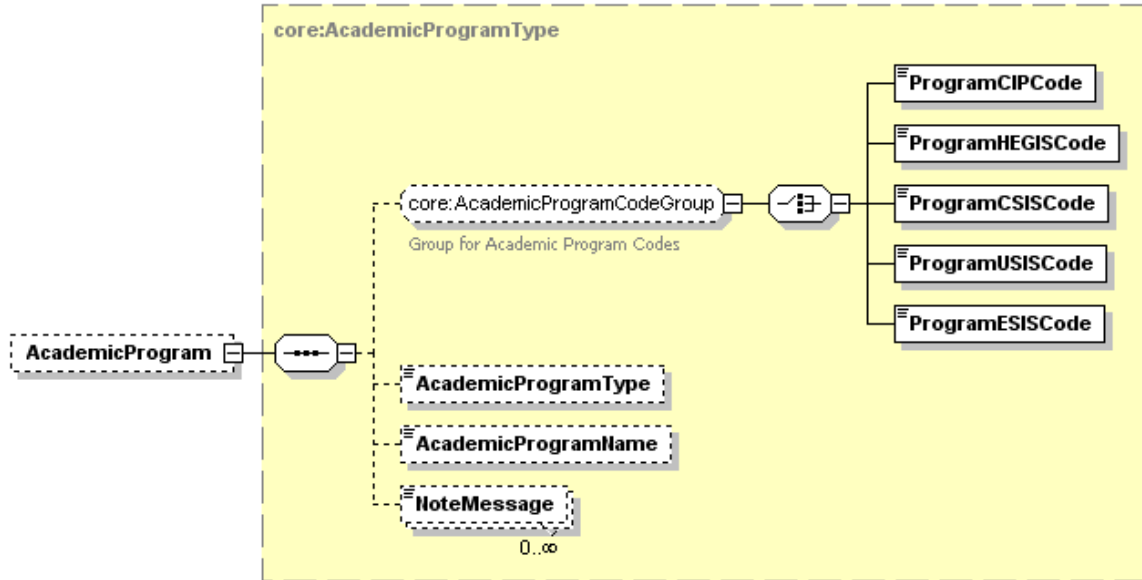 core:AcademicProgramType
ProgramCIPCode
ProgramHEGISCode
core:AcademicProgramCodeGroup
ProgramCSISCode
Group for Academic Program Codes
ProgramUSISCode
ProgramESISCode
AcademicProgram
AcademicProgramType
AcademicProgramName
NoteMessage
0..∞